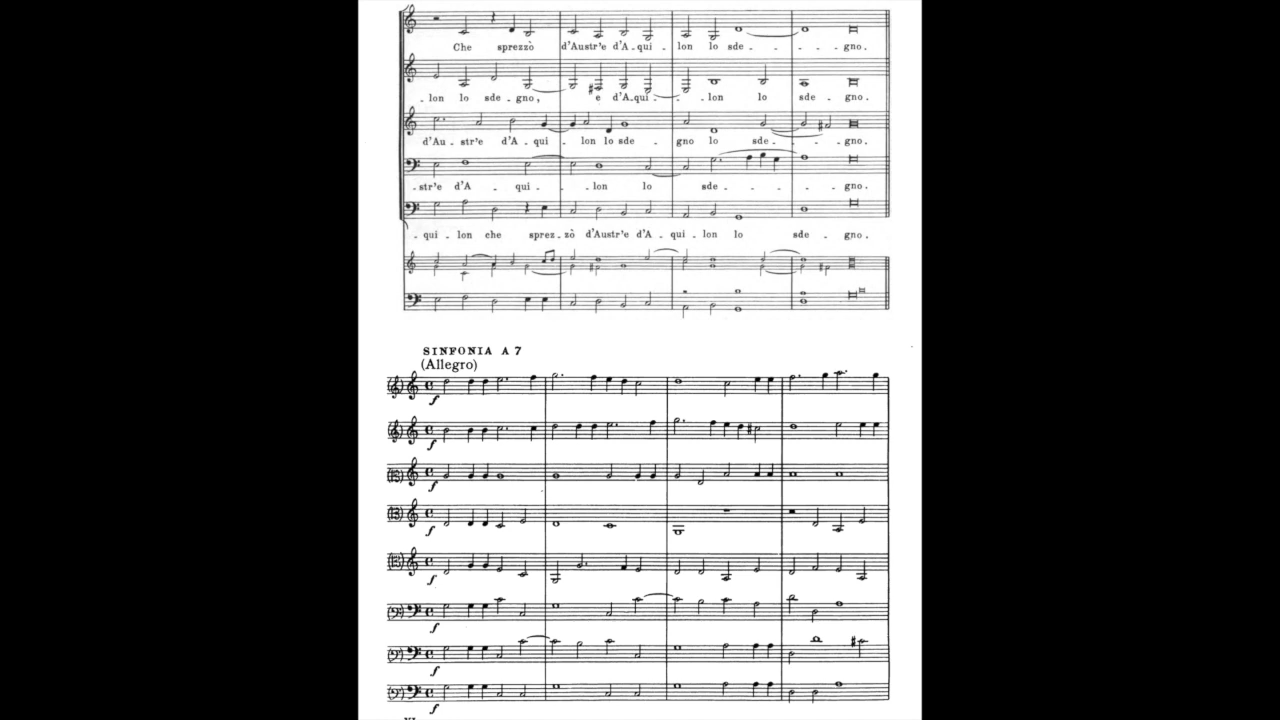 Che sprezzò d'Austr'e d'A - qui - lon lo sde - - gno.
- lon lo sde - gno, e d'A.qui - - lon lo sde - gno.
d'Au - str'e d'A - qui - lon lo sde - gno lo sde - - - gno.
- str'e d'A - qui - - lon lo sde - - - - gno.
- qui - lon che sprez - zò d'Austr'e d'A - qui - lon lo sde - gno.
SINFONIA A 7
(Allegro)
f
f
f
f
f
f
f
f